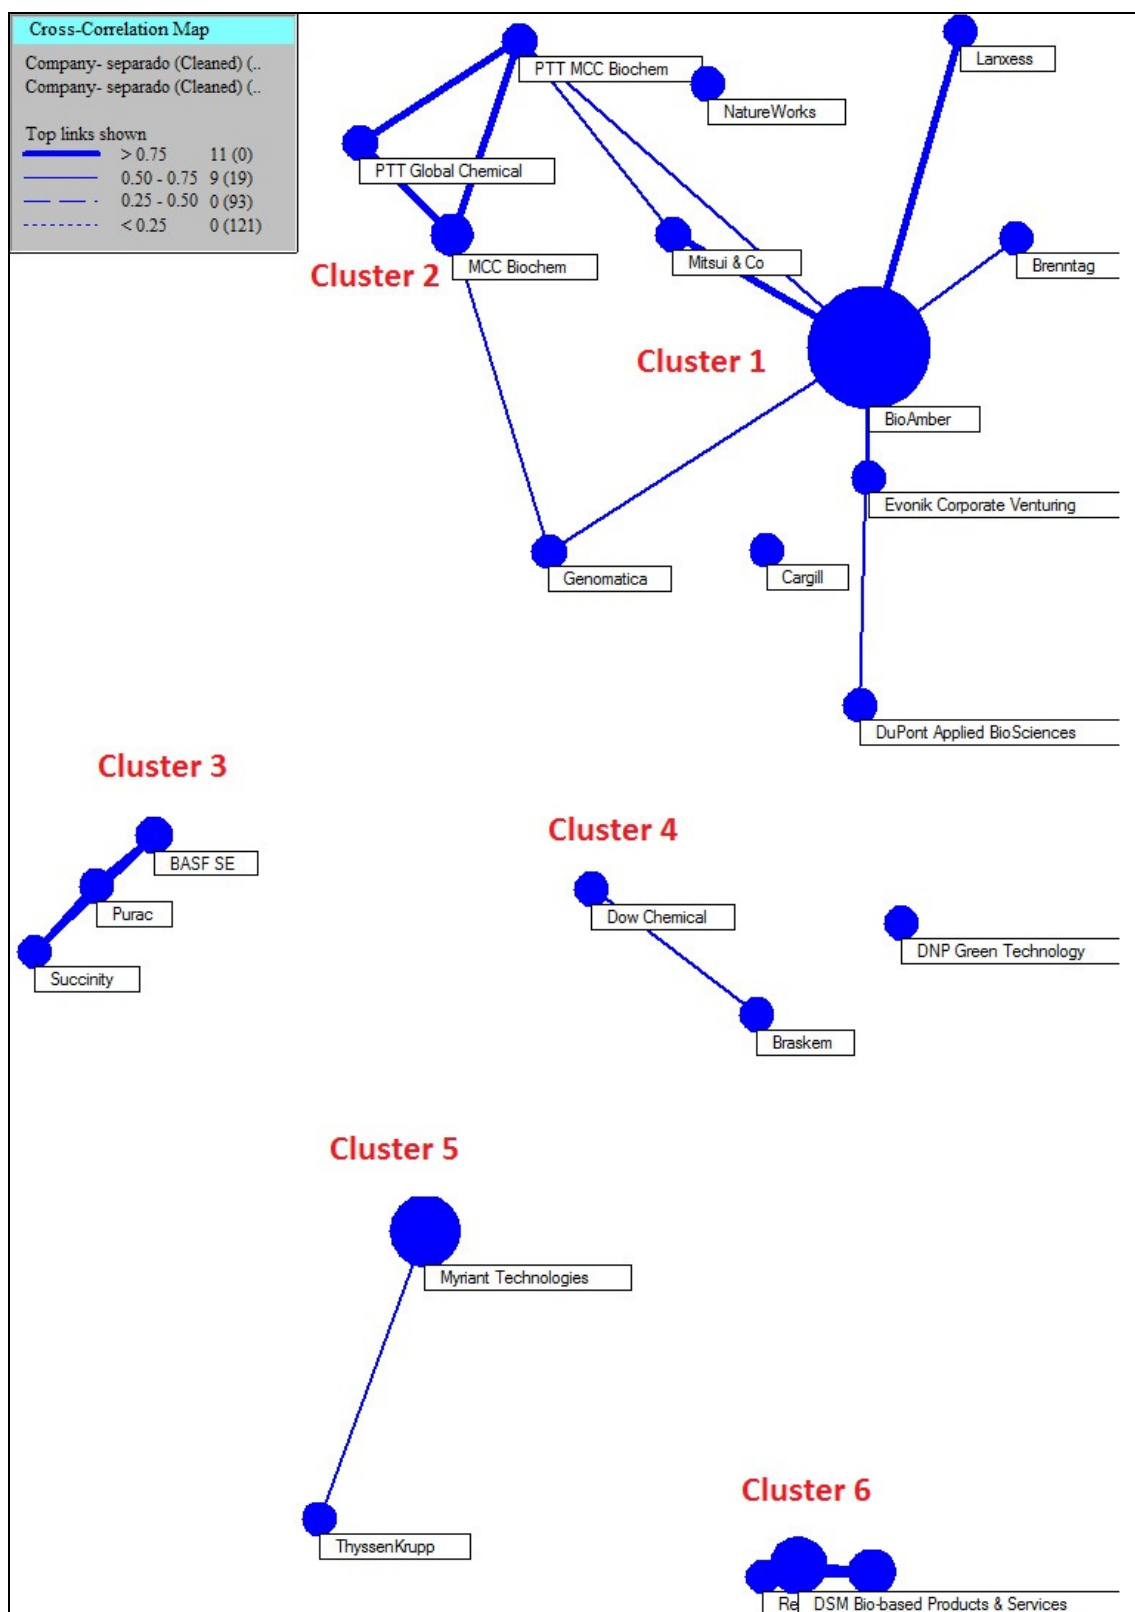 Cross-Correlation Map
Company- separado (Cleaned) (..
Company- separado (Cleaned) (..
Top links shown
> 0.75 11 (0)
0.50 - 0.75 9 (19)
0.25 - 0.50 0 (93)
< 0.25 0 (121)
PTT MCC Biochem
Lanxess
NatureWorks
PTT Global Chemical
MCC Biochem
Mitsui & Co
Brenntag
Cluster 2
Cluster 1
BioAmber
Evonik Corporate Venturing
Genomatica
Cargill
DuPont Applied BioSciences
Cluster 3
Cluster 4
BASF SE
Purac
Succinity
Dow Chemical
DNP Green Technology
Braskem
Cluster 5
Myriant Technologies
Cluster 6
ThyssenKrupp
Re
DSM Bio-based Products & Services